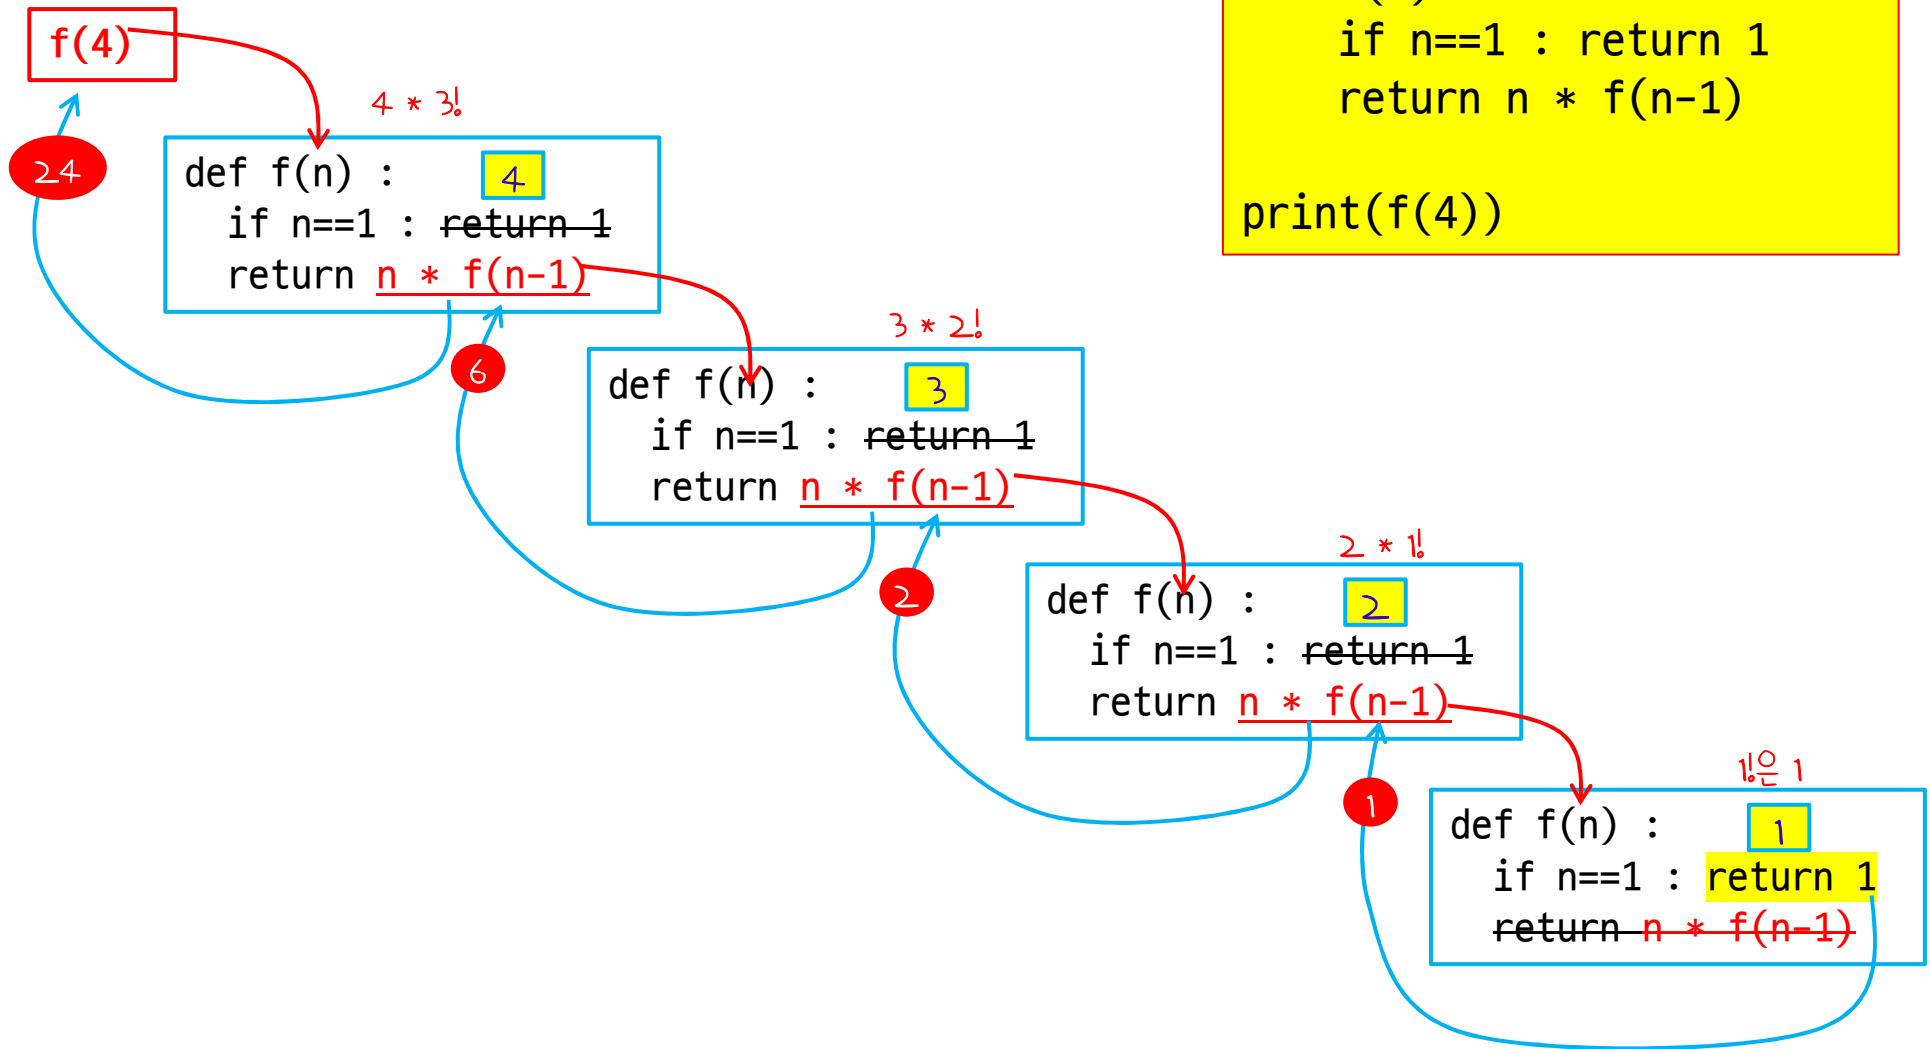 f(4)
if n==1 : return 1
return n * f(n-1)
print(f(4))
24
4 * 3!
def f(n) : 4
if n==1 : return 1
return n * f(n-1)
6
3 * 2!
def f(n) : 3
if n==1 : return 1
return n * f(n-1)
2
2 * 1!
def f(n) : 2
if n==1 : return 1
return n * f(n-1)
1
1!은 1
def f(n) : 1
if n==1 : return 1
return n * f(n-1)